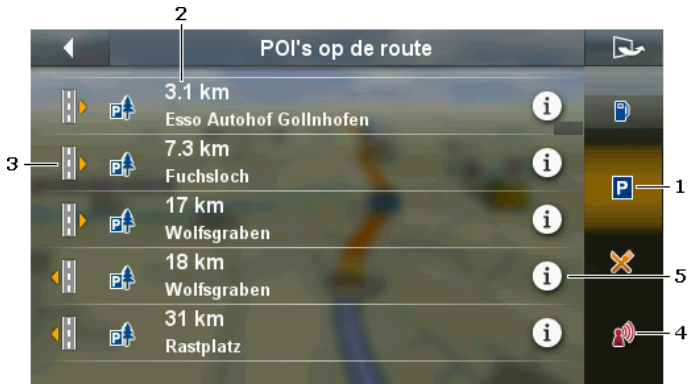 2
POI's op de route
3.1 km
Esso Autohof Gollnhofen
7.3 km
Fuchsloch
17 km
Wolfsgraben
18 km
Wolfsgraben
31 km
Rastplatz
P
P
P
P
P
i
i
i
i
i
P
3
1
5
4